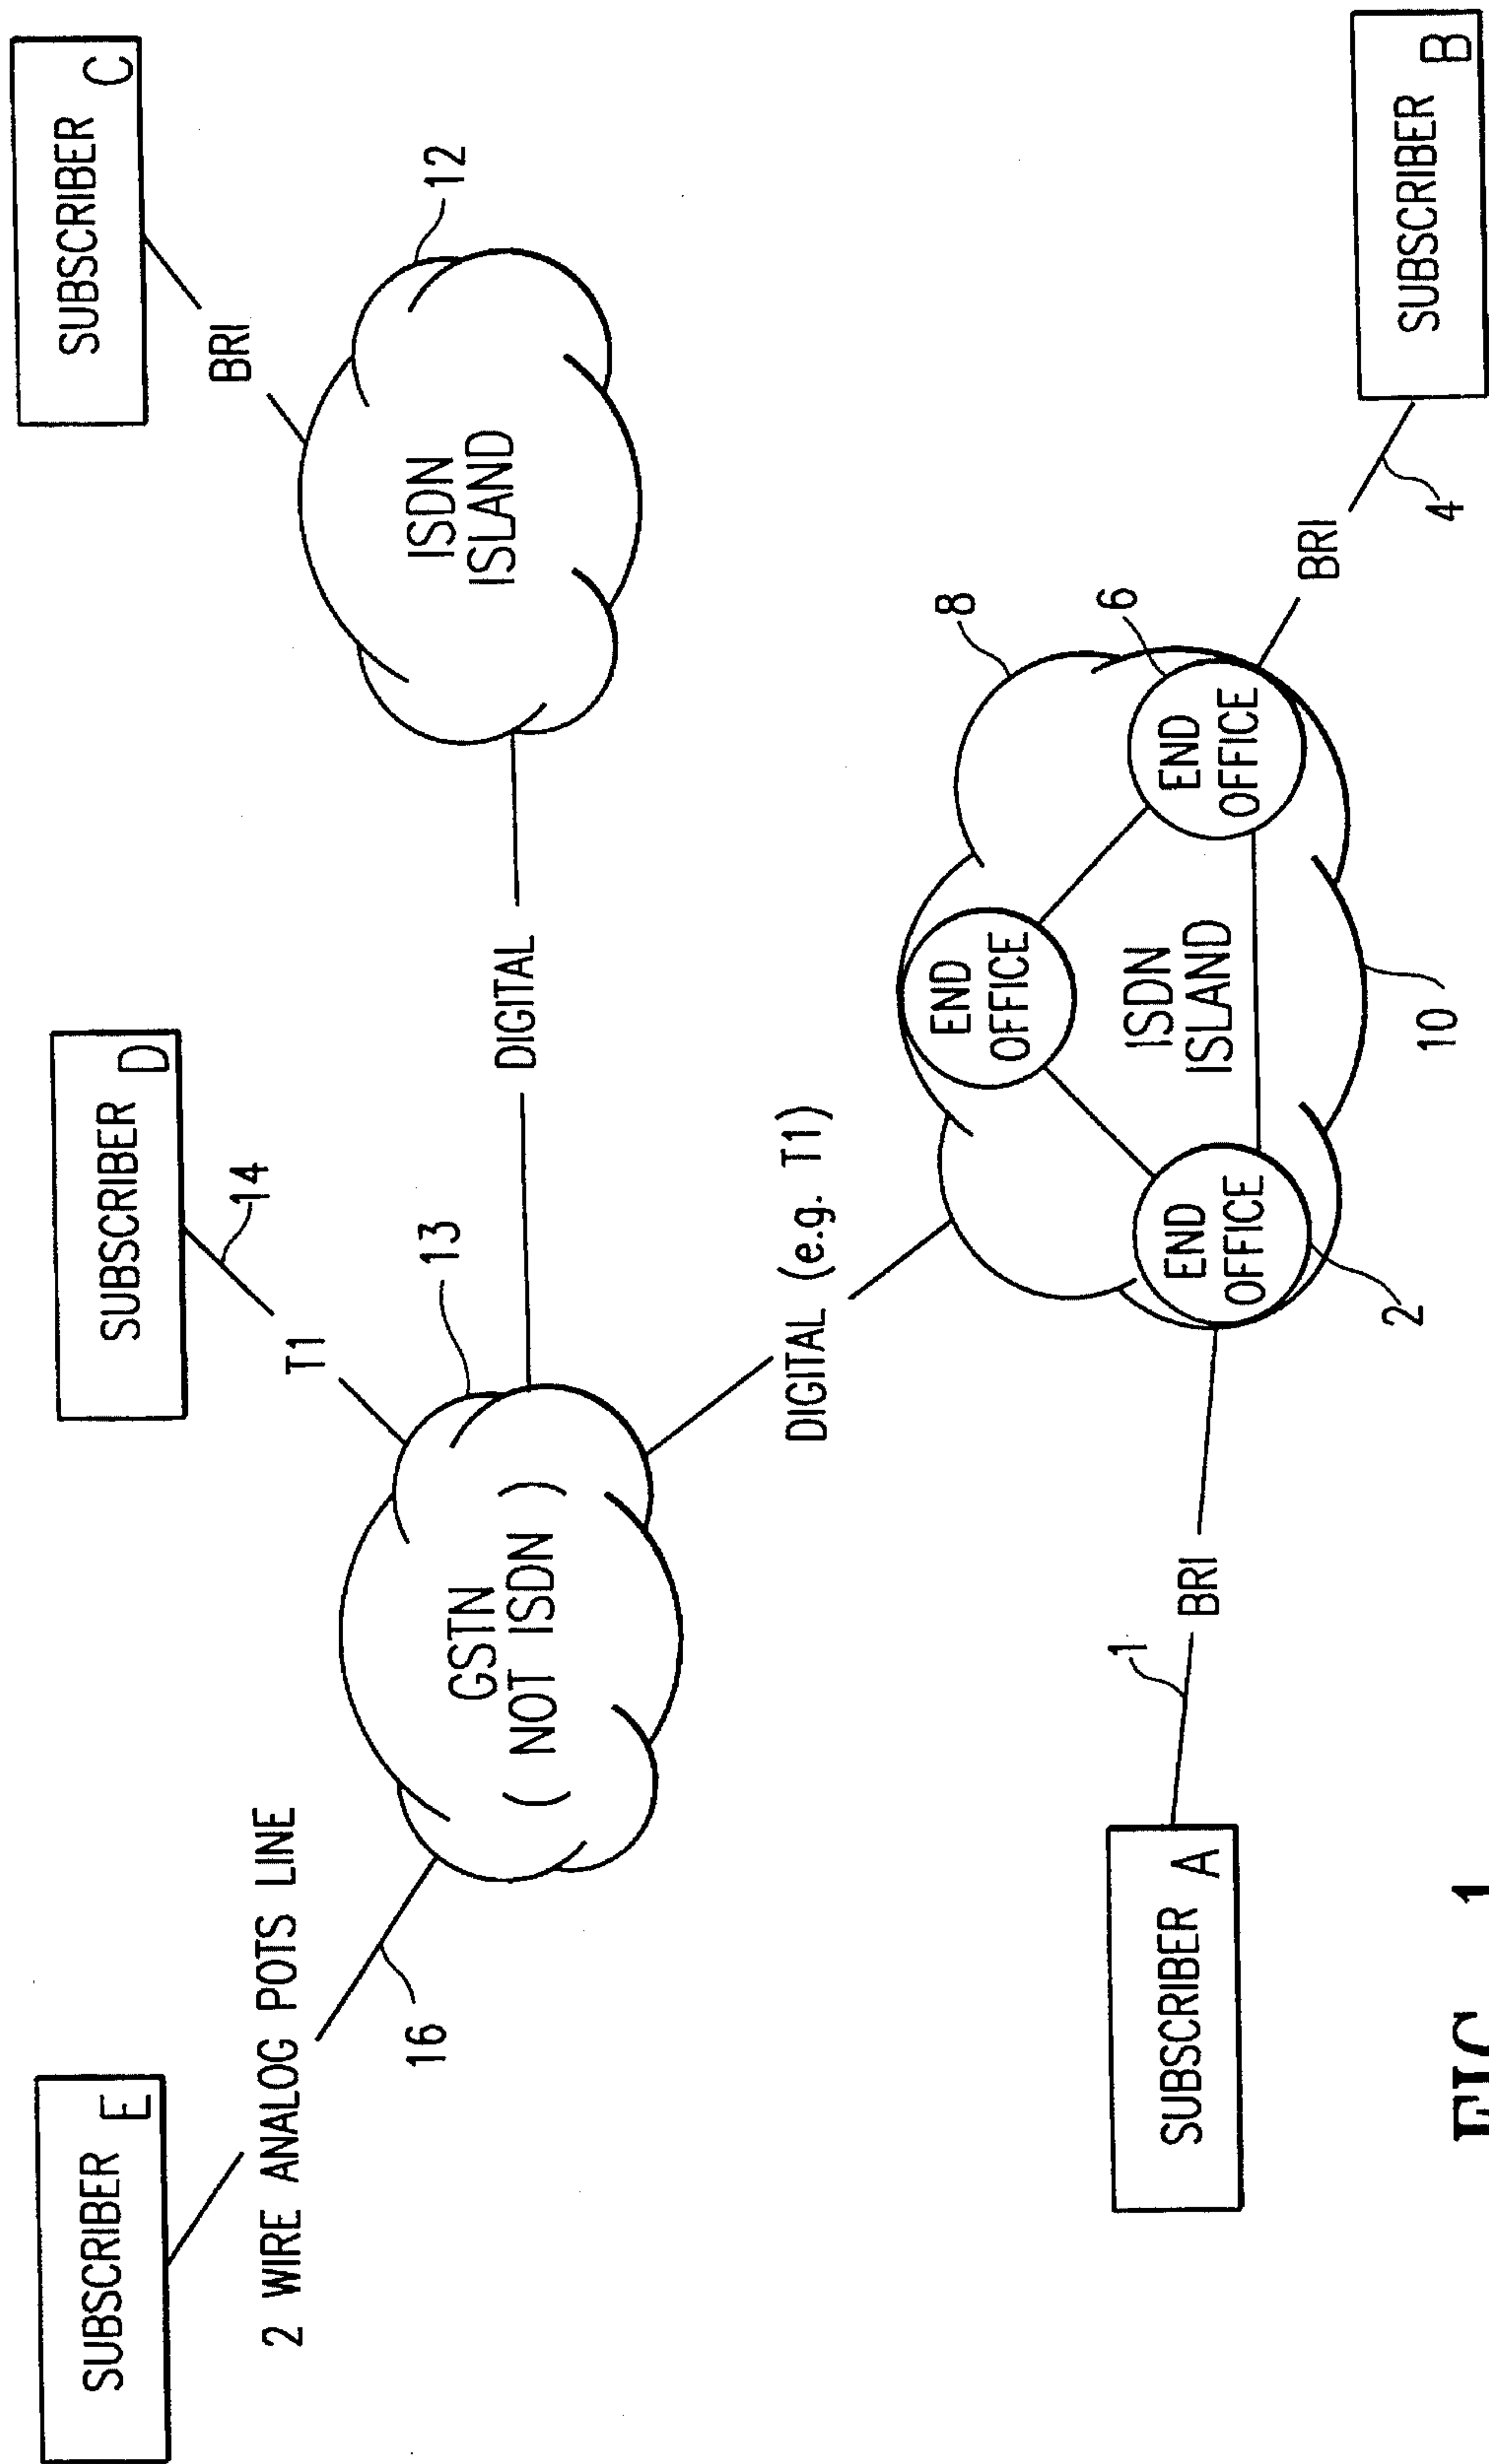 SUBSCRIBER E
2 WIRE ANALOG POTS LINE
16
SUBSCRIBER D
14
T1
13
GSTN
( NOT ISDN )
DIGITAL
SUBSCRIBER C
BRI
12
ISDN
ISLAND
DIGITAL (e.g. T1)
8
END
OFFICE
6
END
OFFICE
ISDN
ISLAND
END
OFFICE
2
10
SUBSCRIBER A
1
BRI
BRI
4
SUBSCRIBER B
FIG. 1